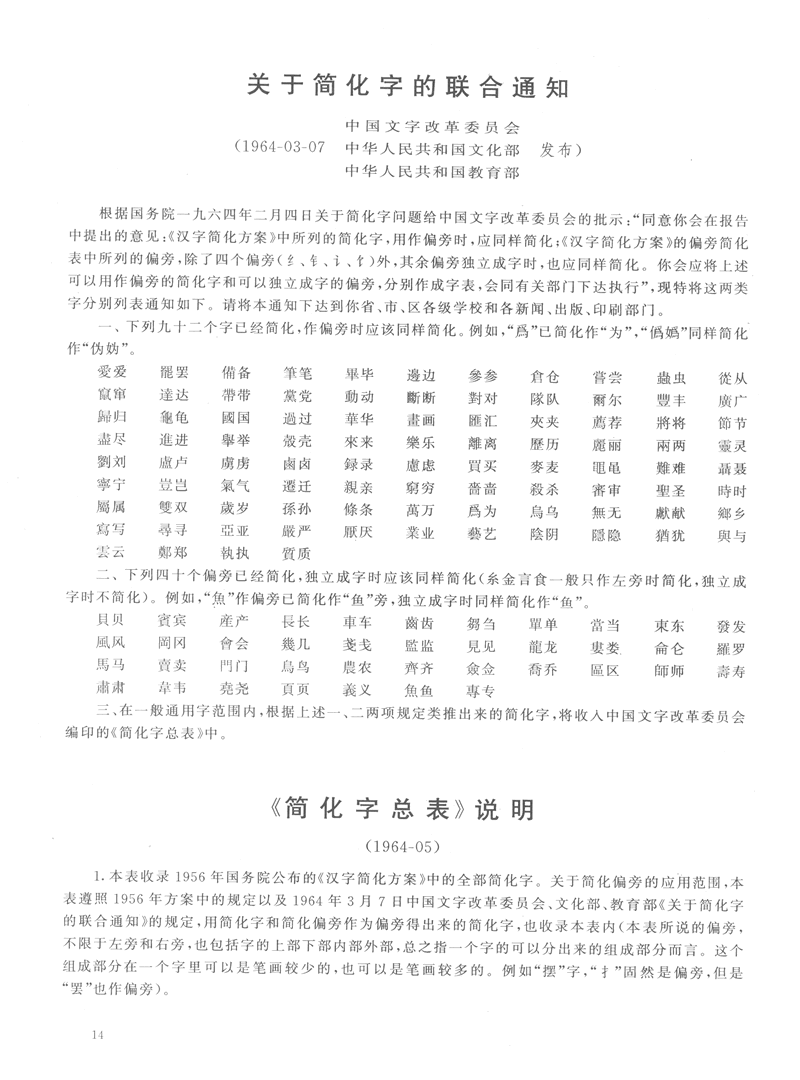 关于简化字的联合通知
中国文字改革委员会
(1964-03-07 中华人民共和国文化部 发布)
中华人民共和国教育部
根据国务院一九六四年二月四日关于简化字问题给中国文字改革委员会的批示:“同意你会在报告
中提出的意见:《汉字简化方案》中所列的简化字,用作偏旁时,应同样简化;《汉字简化方案》的偏旁简化
表中所列的偏旁,除了四个偏旁(纟、钅、讠、饣)外,其余偏旁独立成字时,也应同样简化。你会应将上述
可以用作偏旁的简化字和可以独立成字的偏旁,分别作成字表,会同有关部门下达执行”,现特将这两类
字分别列表通知如下。请将本通知下达到你省、市、区各级学校和各新闻、出版、印刷部门。
一、下列九十二个字已经简化,作偏旁时应该同样简化。例如,“爲”已简化作“为”,“僞嬀”同样简化
作“伪妫”。
愛爱 罷罢 備备 筆笔 畢毕 邊边 參参 倉仓 嘗尝 蟲虫 從从
竄窜 達达 帶带 黨党 動动 斷断 對对 隊队 爾尔 豐丰 廣广
歸归 龜龟 國国 過过 華华 畫画 匯汇 夾夹 薦荐 將将 節节
盡尽 進进 舉举 殼壳 來来 樂乐 離离 歷历 麗丽 兩两 靈灵
劉刘 盧卢 虜虏 鹵卤 録录 慮虑 買买 麥麦 黽黾 難难 聶聂
寧宁 豈岂 氣气 遷迁 親亲 窮穷 嗇啬 殺杀 審审 聖圣 時时
屬属 雙双 歲岁 孫孙 條条 萬万 爲为 烏乌 無无 獻献 鄉乡
寫写 尋寻 亞亚 嚴严 厭厌 業业 藝艺 陰阴 隱隐 猶犹 與与
雲云 鄭郑 執执 質质
二、下列四十个偏旁已经简化,独立成字时应该同样简化(糸金言食一般只作左旁时简化,独立成
字时不简化)。例如,“魚”作偏旁已简化作“鱼”旁,独立成字时同样简化作“鱼”。
貝贝 賓宾 産产 長长 車车 齒齿 芻刍 單单 當当 東东 發发
風风 岡冈 會会 幾几 戔戋 監监 見见 龍龙 婁娄 侖仑 羅罗
馬马 賣卖 門门 鳥鸟 農农 齊齐 僉佥 喬乔 區区 師师 壽寿
肅肃 韋韦 堯尧 頁页 義义 魚鱼 專专
三、在一般通用字范围内,根据上述一、二两项规定类推出来的简化字,将收入中国文字改革委员会
编印的《简化字总表》中。
《简化字总表》说明
(1964-05)
1.本表收录 1956 年国务院公布的《汉字简化方案》中的全部简化字。关于简化偏旁的应用范围,本
表遵照 1956 年方案中的规定以及 1964 年 3 月 7 日中国文字改革委员会、文化部、教育部《关于简化字
的联合通知》的规定,用简化字和简化偏旁作为偏旁得出来的简化字,也收录本表内(本表所说的偏旁,
不限于左旁和右旁,也包括字的上部下部内部外部,总之指一个字的可以分出来的组成部分而言。这个
组成部分在一个字里可以是笔画较少的,也可以是笔画较多的。例如“摆”字,“扌”固然是偏旁,但是
“罢”也作偏旁)。
14